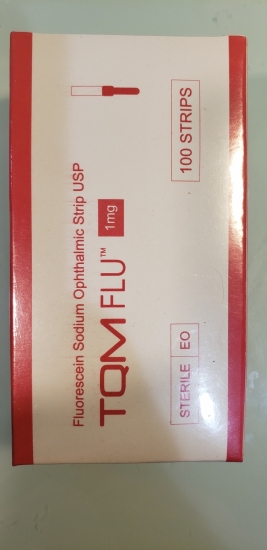 Fluorescein Sodium Ophthalmic Strip USP
TQM FLU™ 1mg
STERILE EO
100 STRIPS